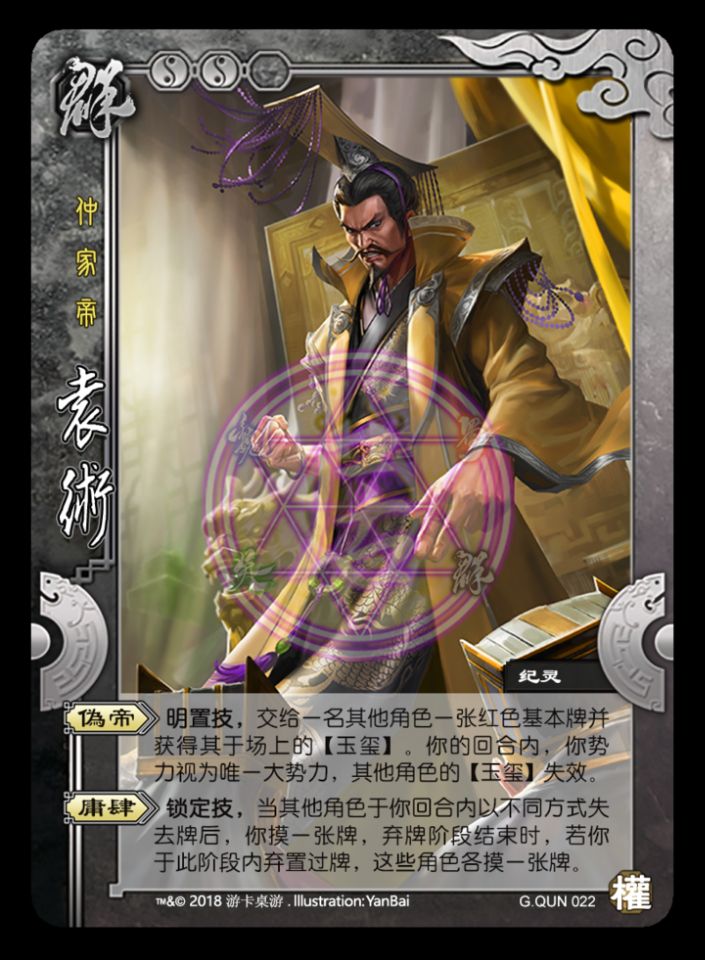 群
仲家帝
袁術
魏
蜀
吴
群
纪灵
偽帝
明置技，交给一名其他角色一张红色基本牌并
获得其于场上的【玉玺】。你的回合内，你势
力视为唯一大势力，其他角色的【玉玺】失效。
庸肆
锁定技，当其他角色于你回合内以不同方式失
去牌后，你摸一张牌，弃牌阶段结束时，若你
于此阶段内弃置过牌，这些角色各摸一张牌。
™&© 2018 游卡桌游 . Illustration:YanBai
G.QUN 022
權